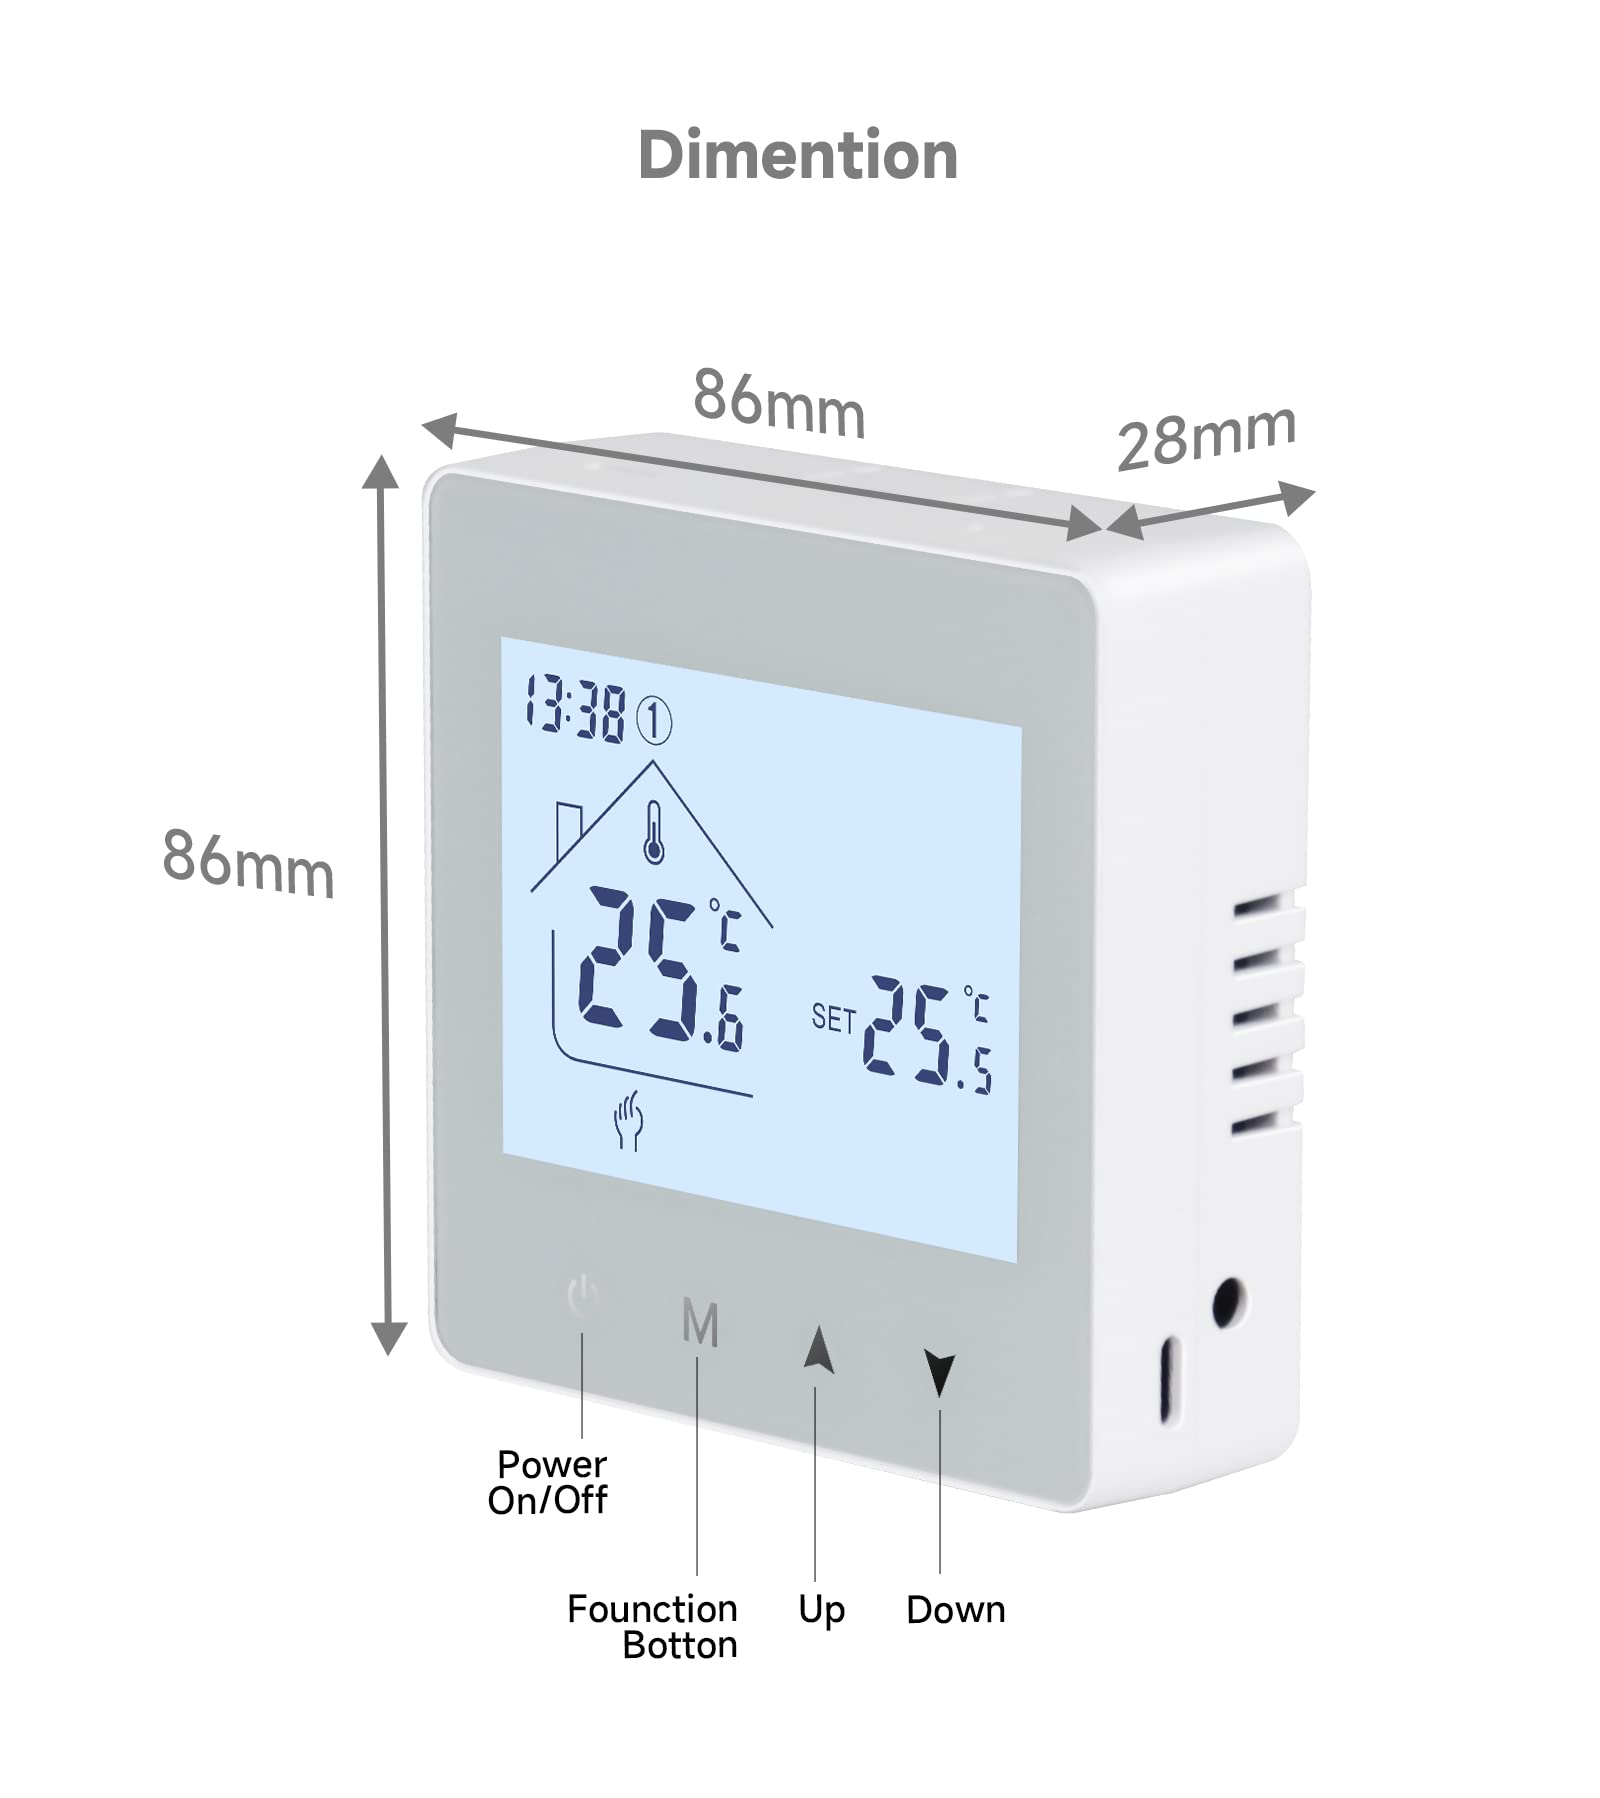 Dimention
86mm
28mm
86mm
13:38 1
25.6 °C
SET 25.5 °C
M
Power
On/Off
Founction
Botton
Up
Down